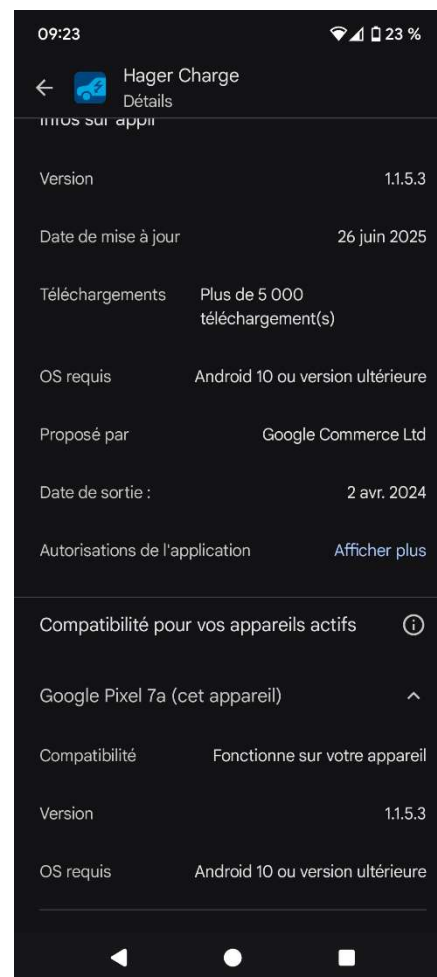 09:23 23 %
Hager Charge
Détails
Infos sur appli
Version 1.1.5.3
Date de mise à jour 26 juin 2025
Téléchargements Plus de 5 000
téléchargement(s)
OS requis Android 10 ou version ultérieure
Proposé par Google Commerce Ltd
Date de sortie : 2 avr. 2024
Autorisations de l'application Afficher plus
Compatibilité pour vos appareils actifs
Google Pixel 7a (cet appareil)
Compatibilité Fonctionne sur votre appareil
Version 1.1.5.3
OS requis Android 10 ou version ultérieure